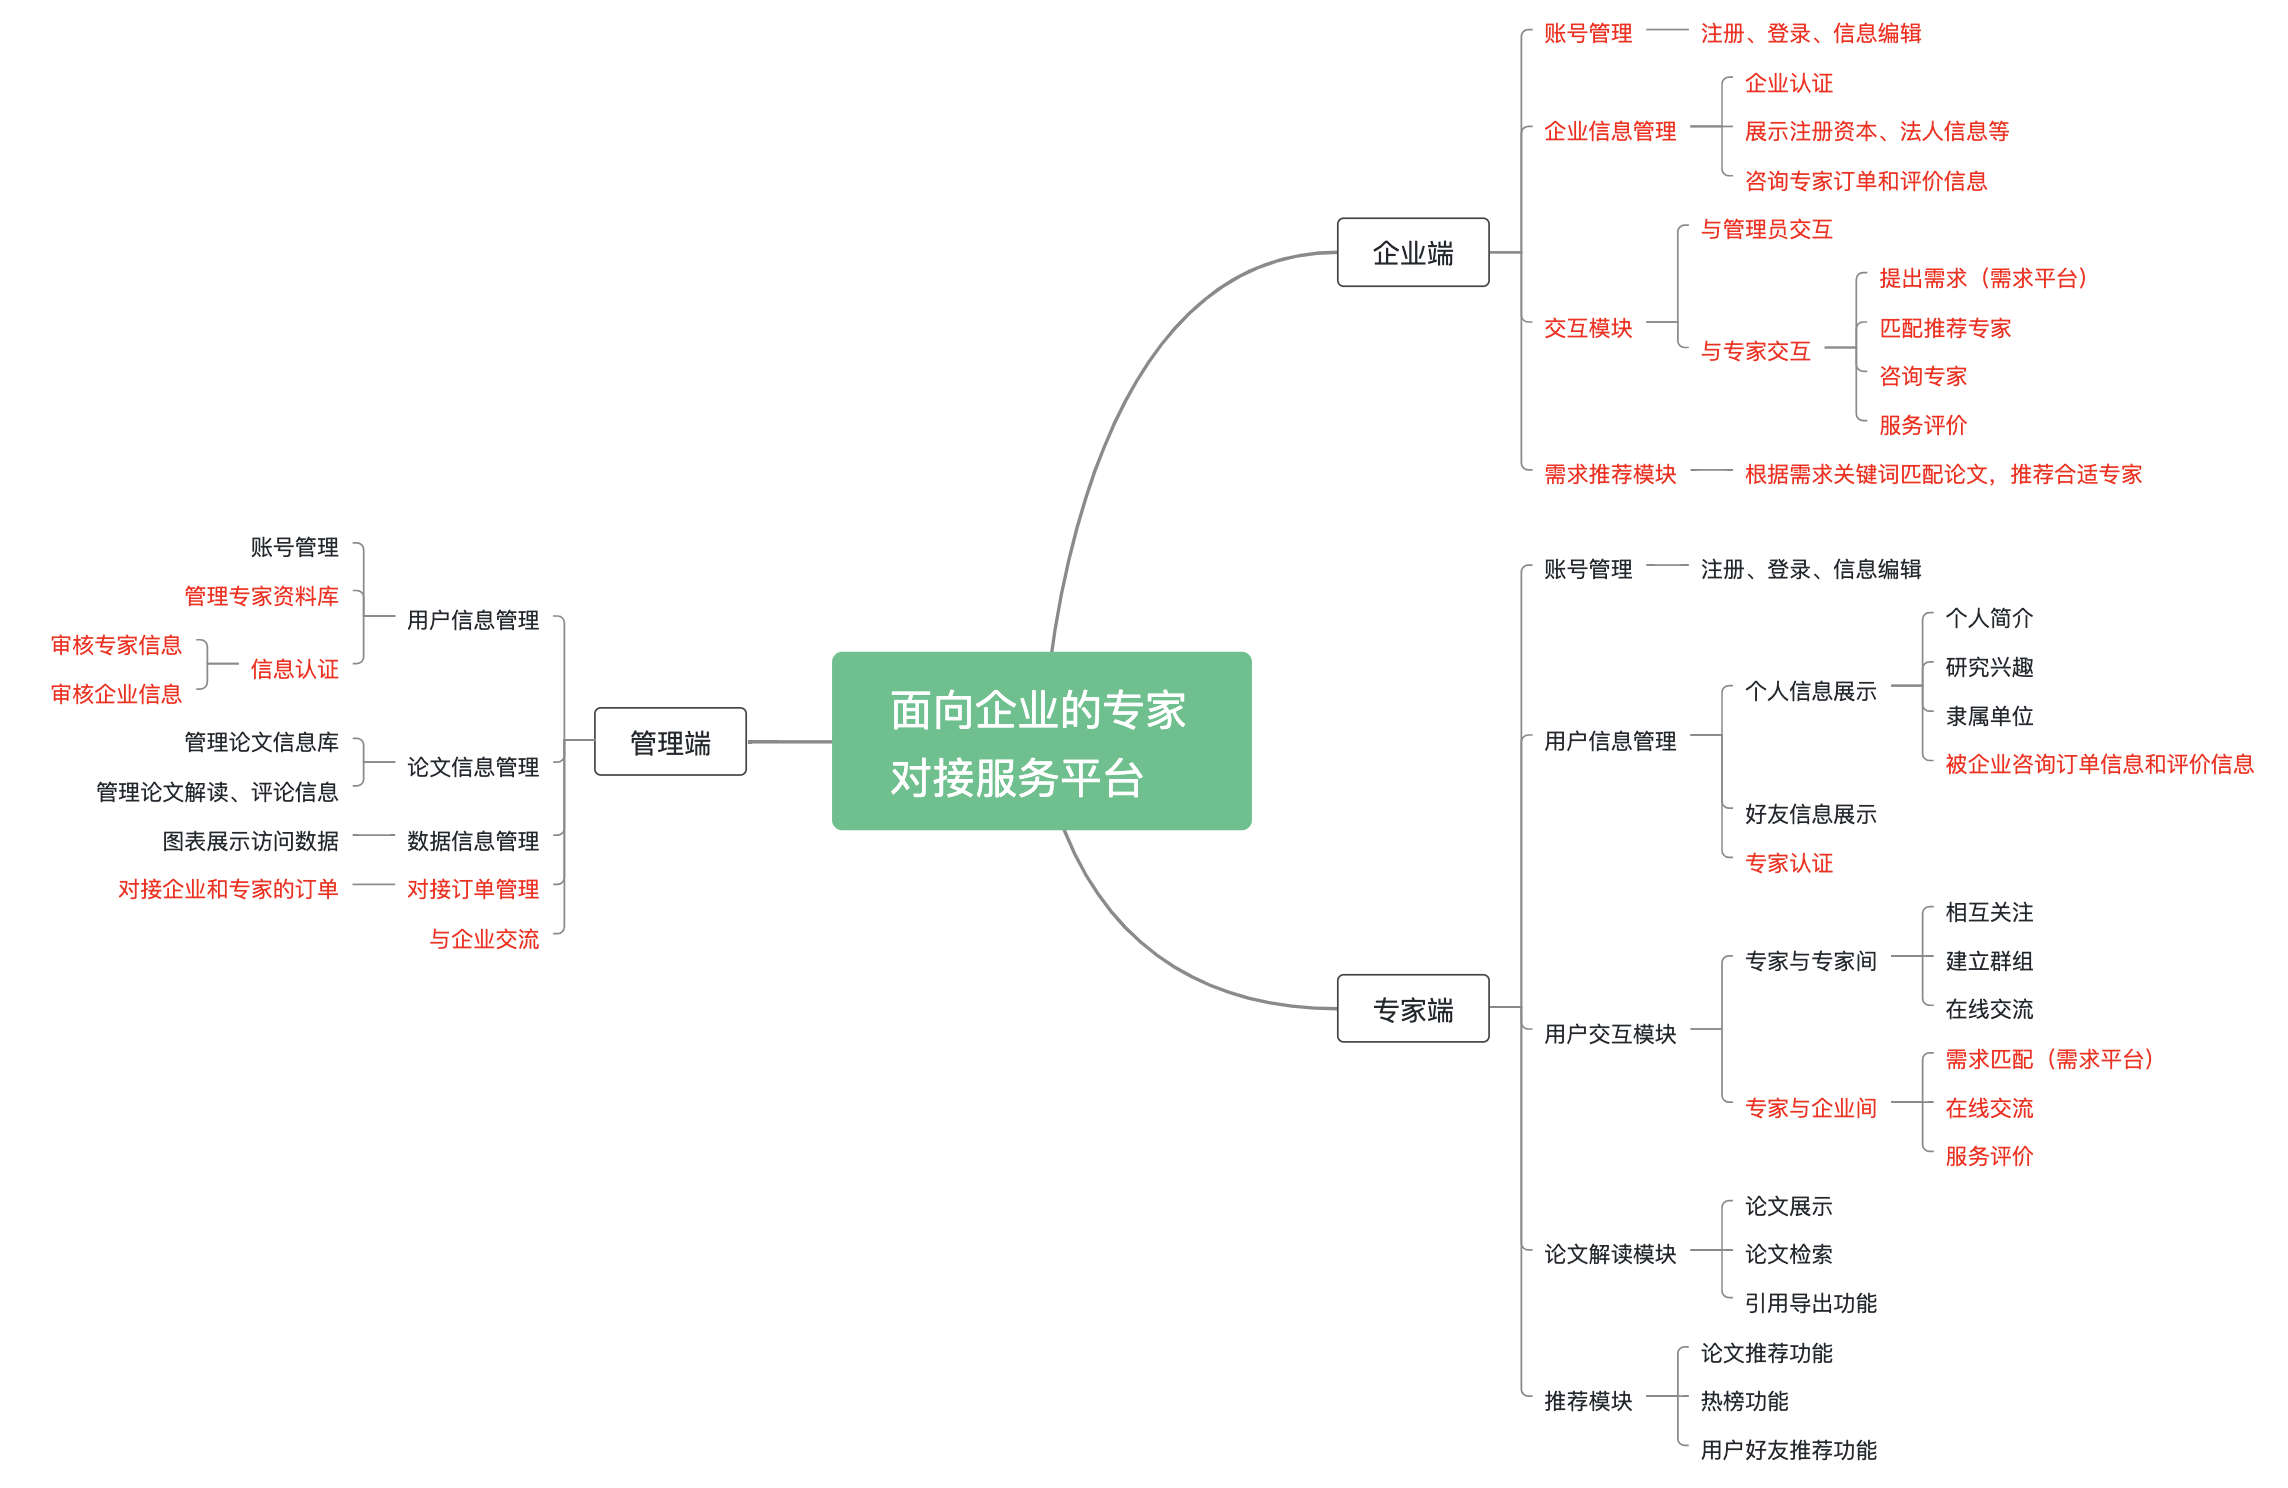 面向企业的专家
对接服务平台
企业端
账号管理
注册、登录、信息编辑
企业信息管理
企业认证
展示注册资本、法人信息等
咨询专家订单和评价信息
交互模块
与管理员交互
与专家交互
提出需求（需求平台）
匹配推荐专家
咨询专家
服务评价
需求推荐模块
根据需求关键词匹配论文，推荐合适专家
专家端
账号管理
注册、登录、信息编辑
用户信息管理
个人信息展示
个人简介
研究兴趣
隶属单位
被企业咨询订单信息和评价信息
好友信息展示
专家认证
用户交互模块
专家与专家间
相互关注
建立群组
在线交流
专家与企业间
需求匹配（需求平台）
在线交流
服务评价
论文解读模块
论文展示
论文检索
引用导出功能
推荐模块
论文推荐功能
热榜功能
用户好友推荐功能
管理端
用户信息管理
账号管理
管理专家资料库
信息认证
审核专家信息
审核企业信息
论文信息管理
管理论文信息库
管理论文解读、评论信息
数据信息管理
图表展示访问数据
对接订单管理
对接企业和专家的订单
与企业交流